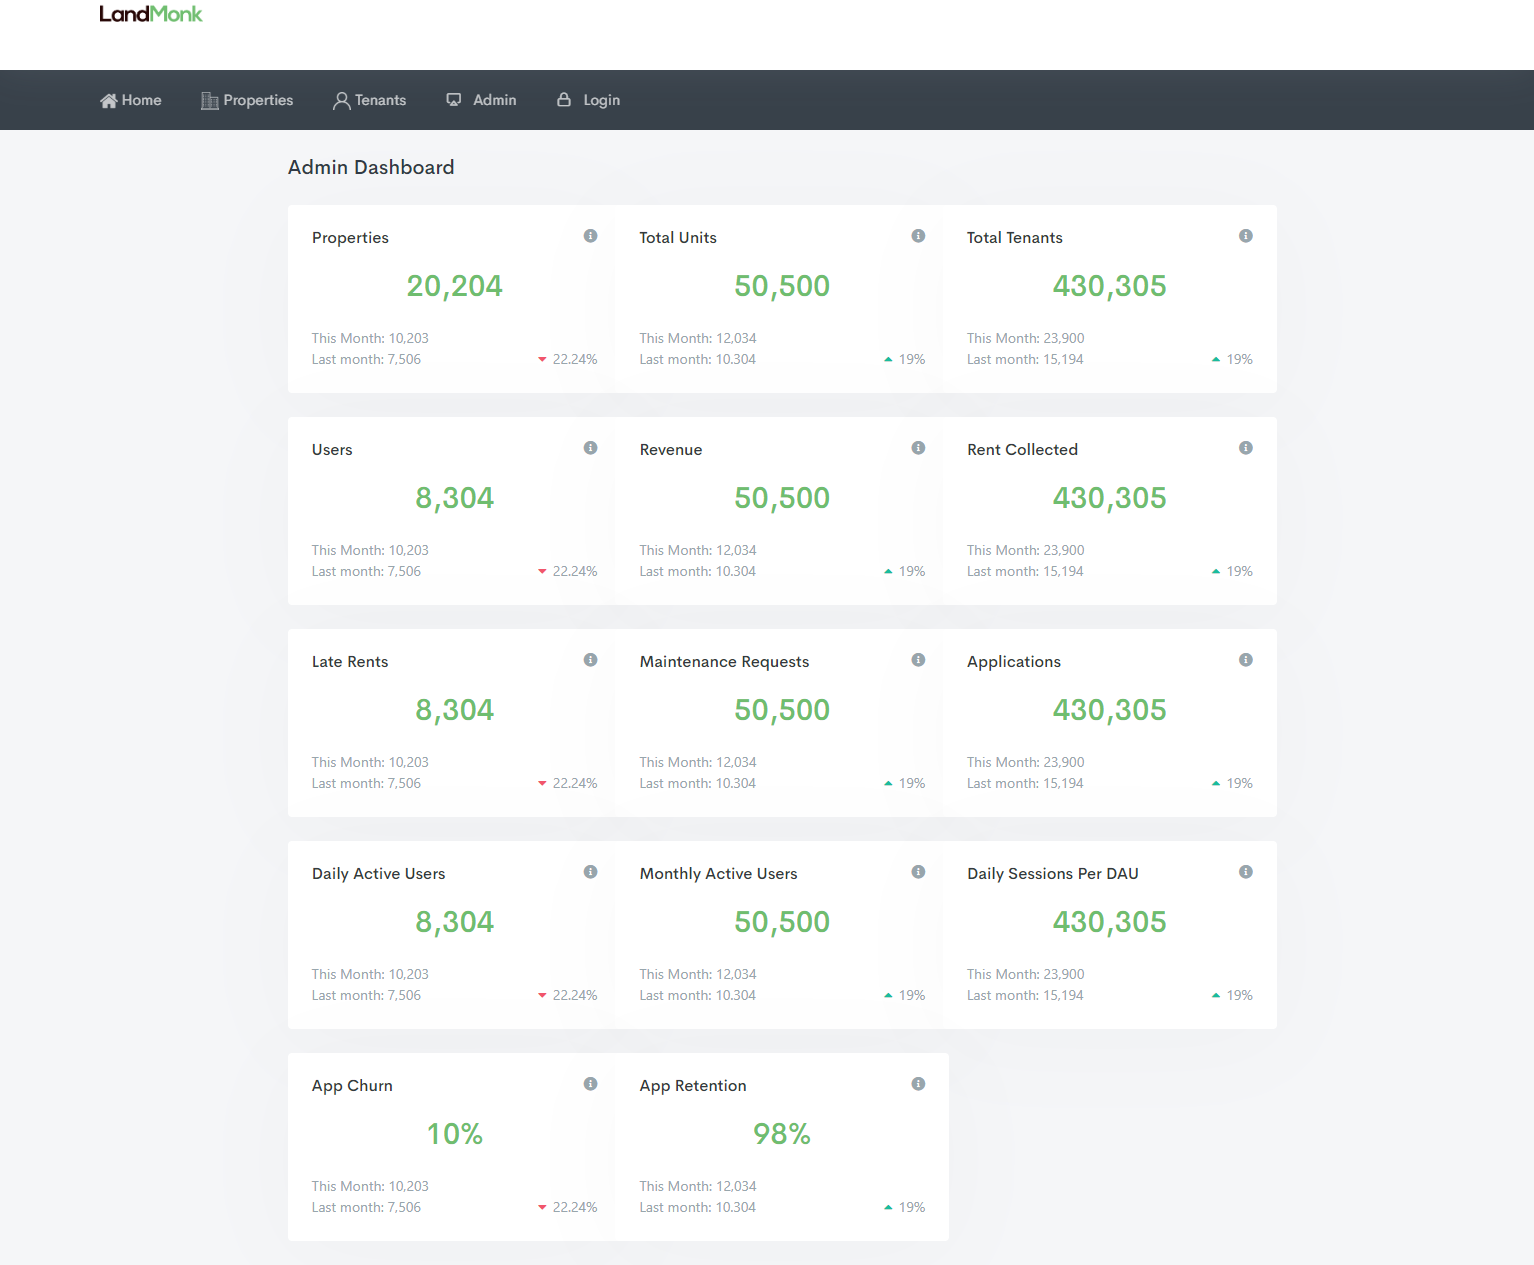 LandMonk
Home Properties Tenants Admin Login
Admin Dashboard
Properties
20,204
This Month: 10,203
Last month: 7,506
22.24%
Total Units
50,500
This Month: 12,034
Last month: 10.304
19%
Total Tenants
430,305
This Month: 23,900
Last month: 15,194
19%
Users
8,304
This Month: 10,203
Last month: 7,506
22.24%
Revenue
50,500
This Month: 12,034
Last month: 10.304
19%
Rent Collected
430,305
This Month: 23,900
Last month: 15,194
19%
Late Rents
8,304
This Month: 10,203
Last month: 7,506
22.24%
Maintenance Requests
50,500
This Month: 12,034
Last month: 10.304
19%
Applications
430,305
This Month: 23,900
Last month: 15,194
19%
Daily Active Users
8,304
This Month: 10,203
Last month: 7,506
22.24%
Monthly Active Users
50,500
This Month: 12,034
Last month: 10.304
19%
Daily Sessions Per DAU
430,305
This Month: 23,900
Last month: 15,194
19%
App Churn
10%
This Month: 10,203
Last month: 7,506
22.24%
App Retention
98%
This Month: 12,034
Last month: 10.304
19%